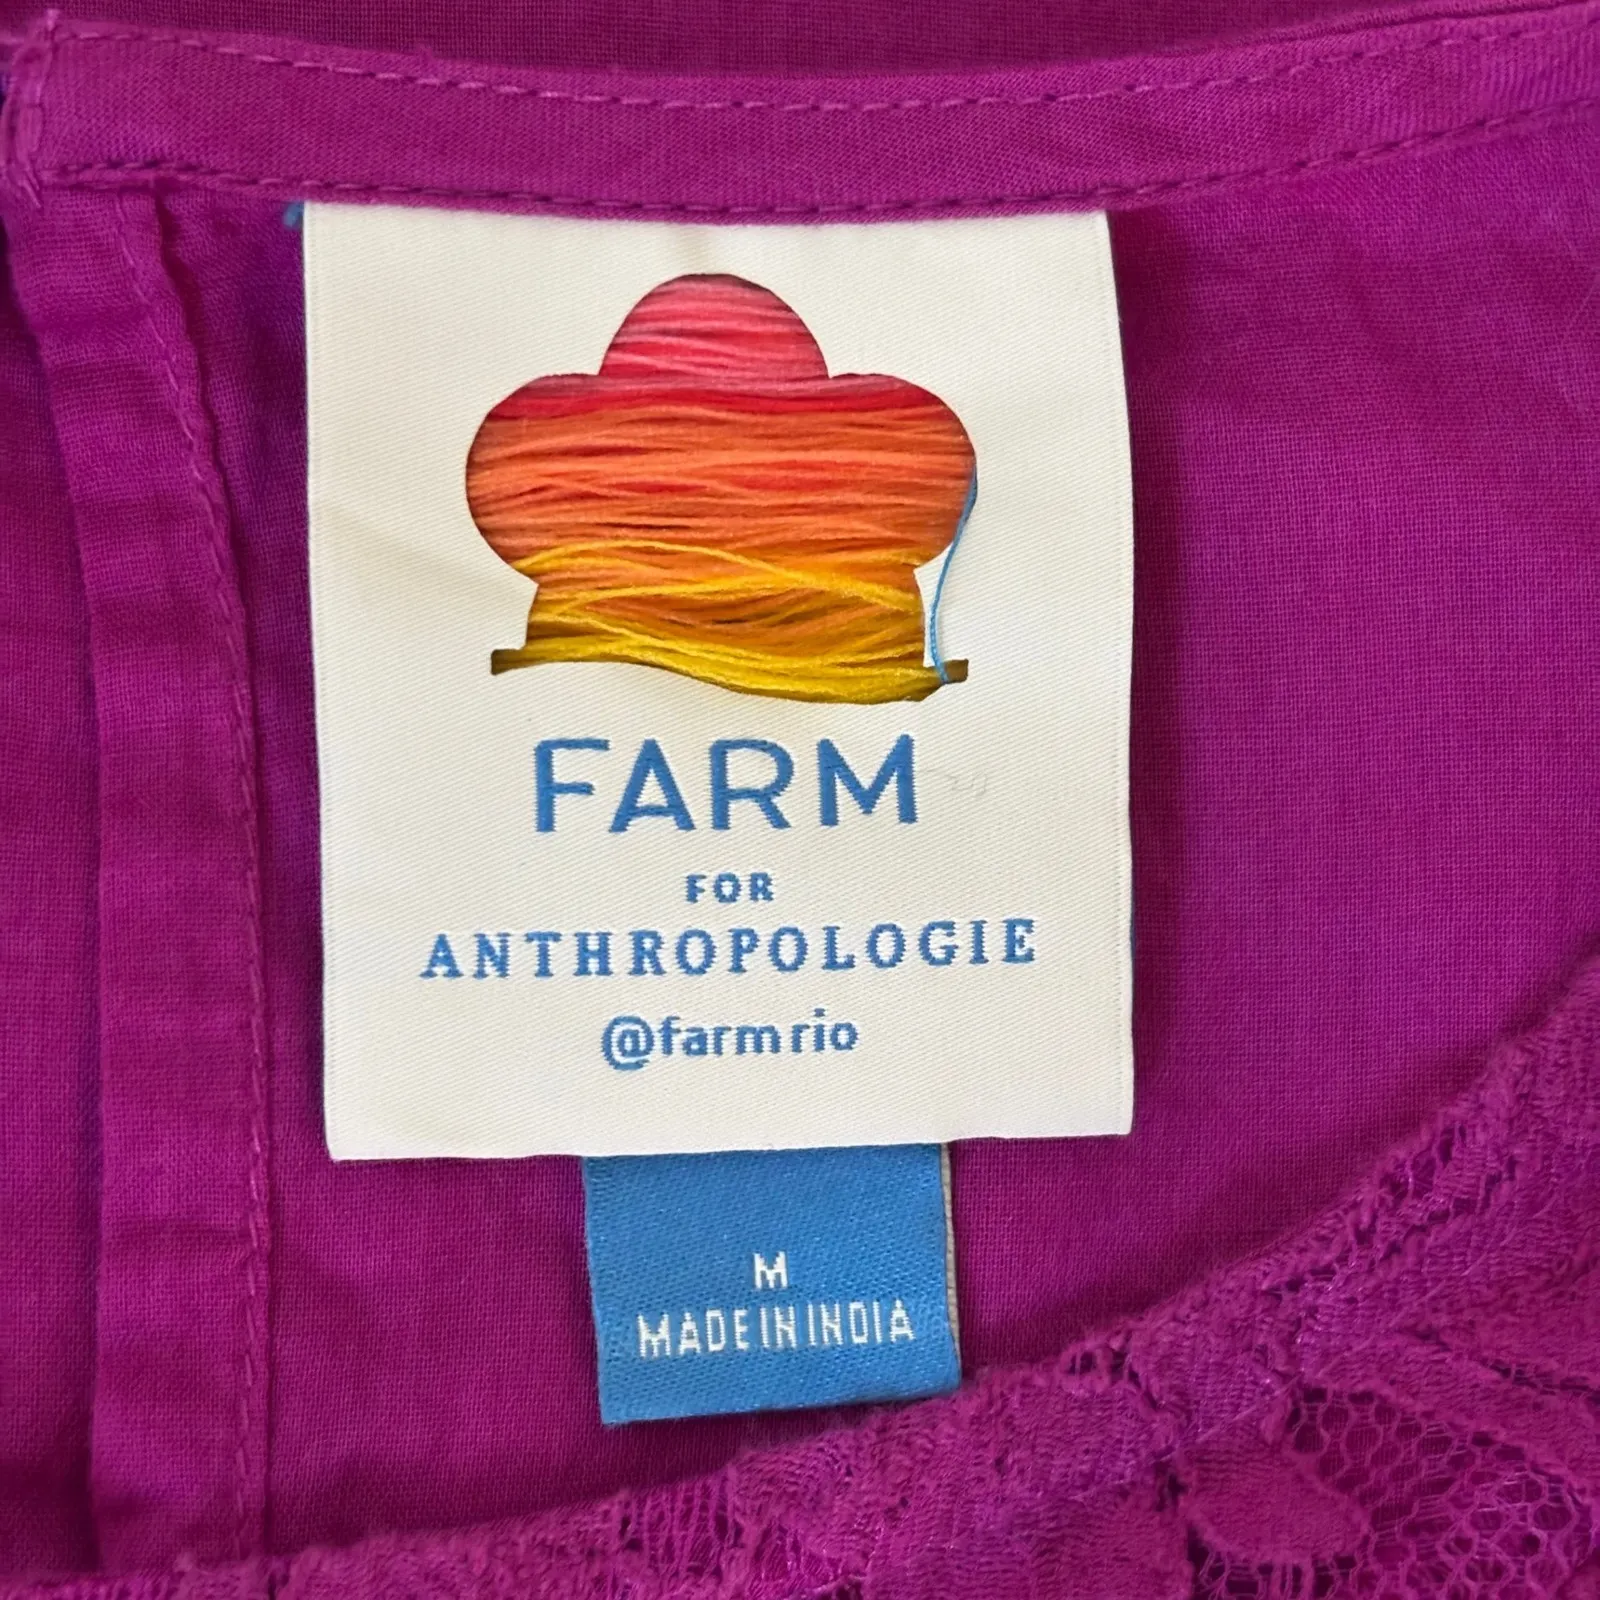 FARM
FOR
ANTHROPOLOGIE
@farmrio
M
MADE IN INDIA